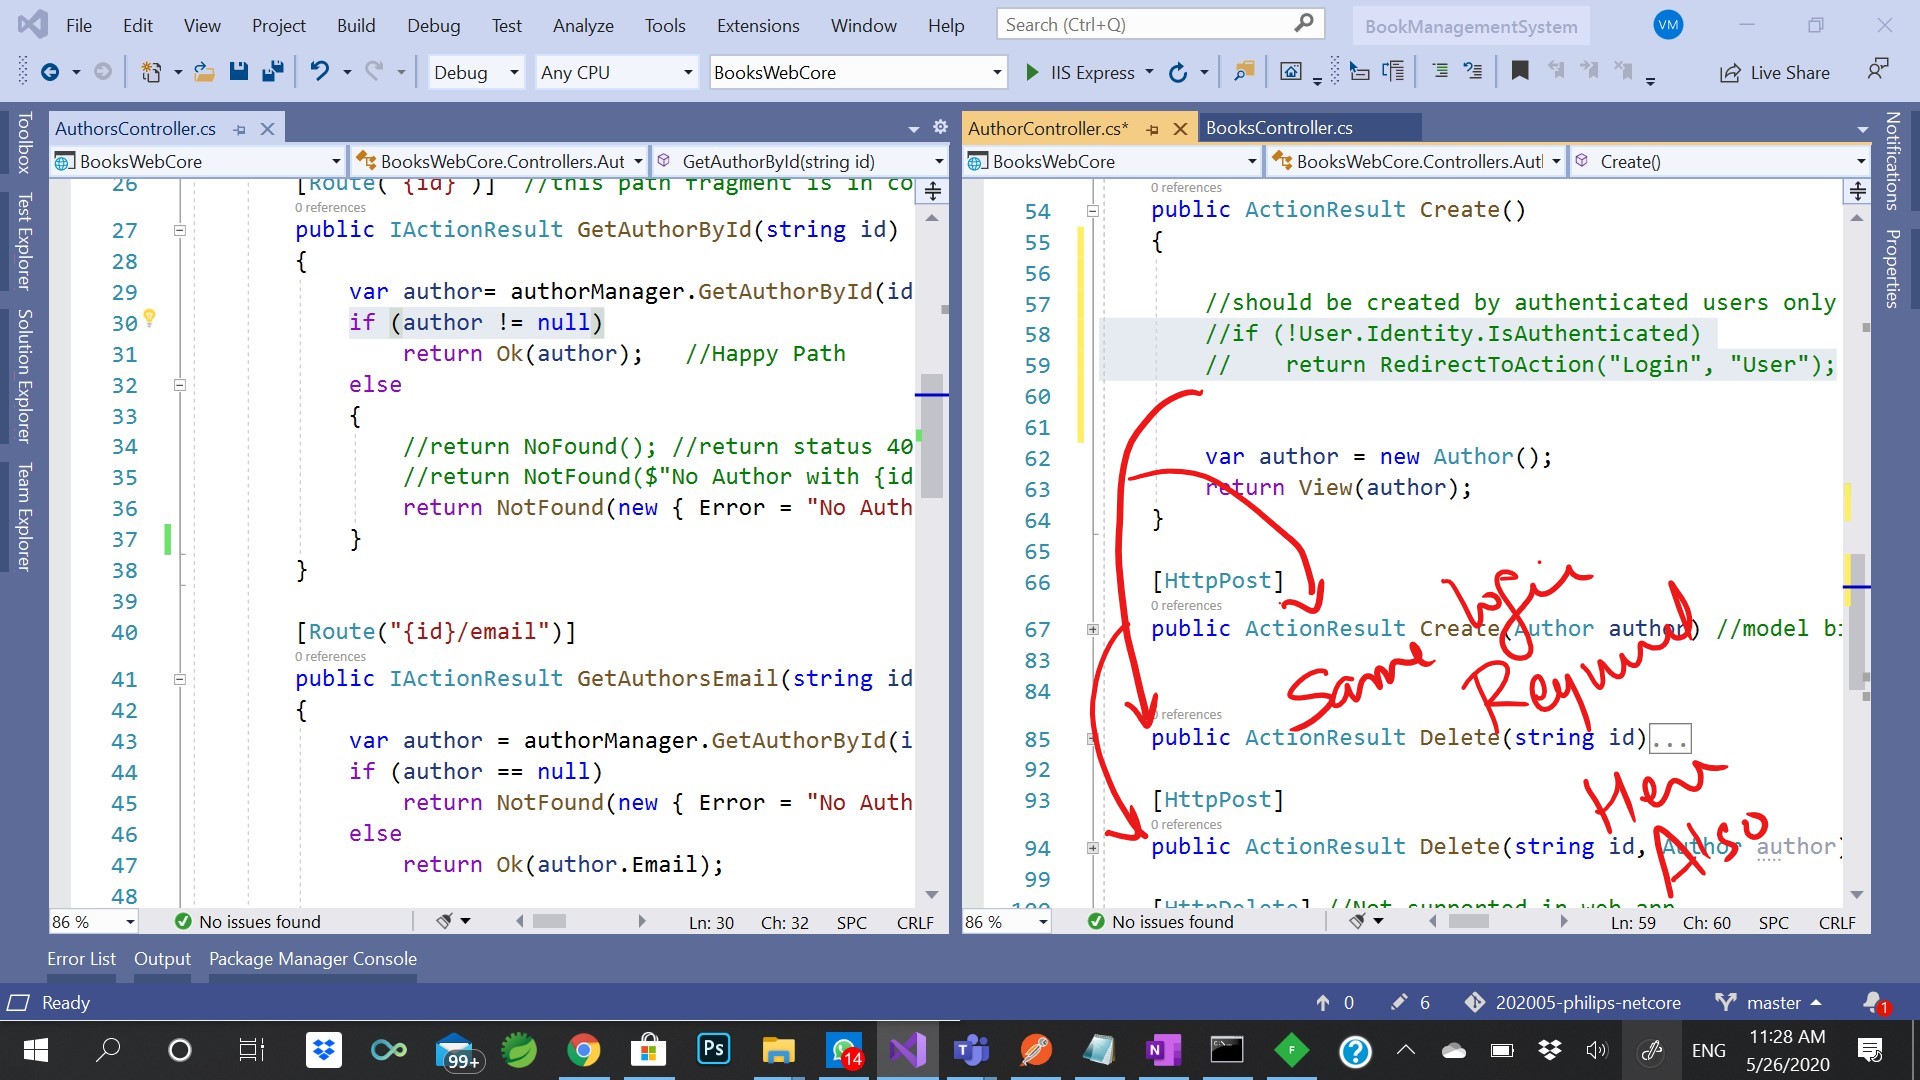 File Edit View Project Build Debug Test Analyze Tools Extensions Window Help Search (Ctrl+Q) BookManagementSystem VM
Debug Any CPU BooksWebCore IIS Express Live Share
Toolbox
Test Explorer
Solution Explorer
Team Explorer
AuthorsController.cs
BooksWebCore BooksWebCore.Controllers.Aut GetAuthorById(string id)
26 [Route("{id}")] //this path fragment is in co
0 references
27 public IActionResult GetAuthorById(string id)
28 {
29 var author= authorManager.GetAuthorById(id
30 if (author != null)
31 return Ok(author); //Happy Path
32 else
33 {
34 //return NoFound(); //return status 40
35 //return NotFound($"No Author with {id
36 return NotFound(new { Error = "No Auth
37 }
38 }
39
40 [Route("{id}/email")]
0 references
41 public IActionResult GetAuthorsEmail(string id
42 {
43 var author = authorManager.GetAuthorById(i
44 if (author == null)
45 return NotFound(new { Error = "No Auth
46 else
47 return Ok(author.Email);
48
86 % No issues found Ln: 30 Ch: 32 SPC CRLF
AuthorController.cs* BooksController.cs
BooksWebCore BooksWebCore.Controllers.Aut Create()
0 references
54 public ActionResult Create()
55 {
56
57 //should be created by authenticated users only
58 //if (!User.Identity.IsAuthenticated)
59 // return RedirectToAction("Login", "User");
60
61
62 var author = new Author();
63 return View(author);
64 }
65
66 [HttpPost]
0 references
67 public ActionResult Create(Author author) //model bi
83
84
0 references
85 public ActionResult Delete(string id)...
92
93 [HttpPost]
0 references
94 public ActionResult Delete(string id, Author author)
99
100 [HttpDelete] //Not supported in web app
Same login
Required
Here
Also
86 % No issues found Ln: 59 Ch: 60 SPC CRLF
Notifications
Properties
Error List Output Package Manager Console
Ready 0 6 202005-philips-netcore master 1
99+ Ps 14 T N F ? ENG 11:28 AM
5/26/2020